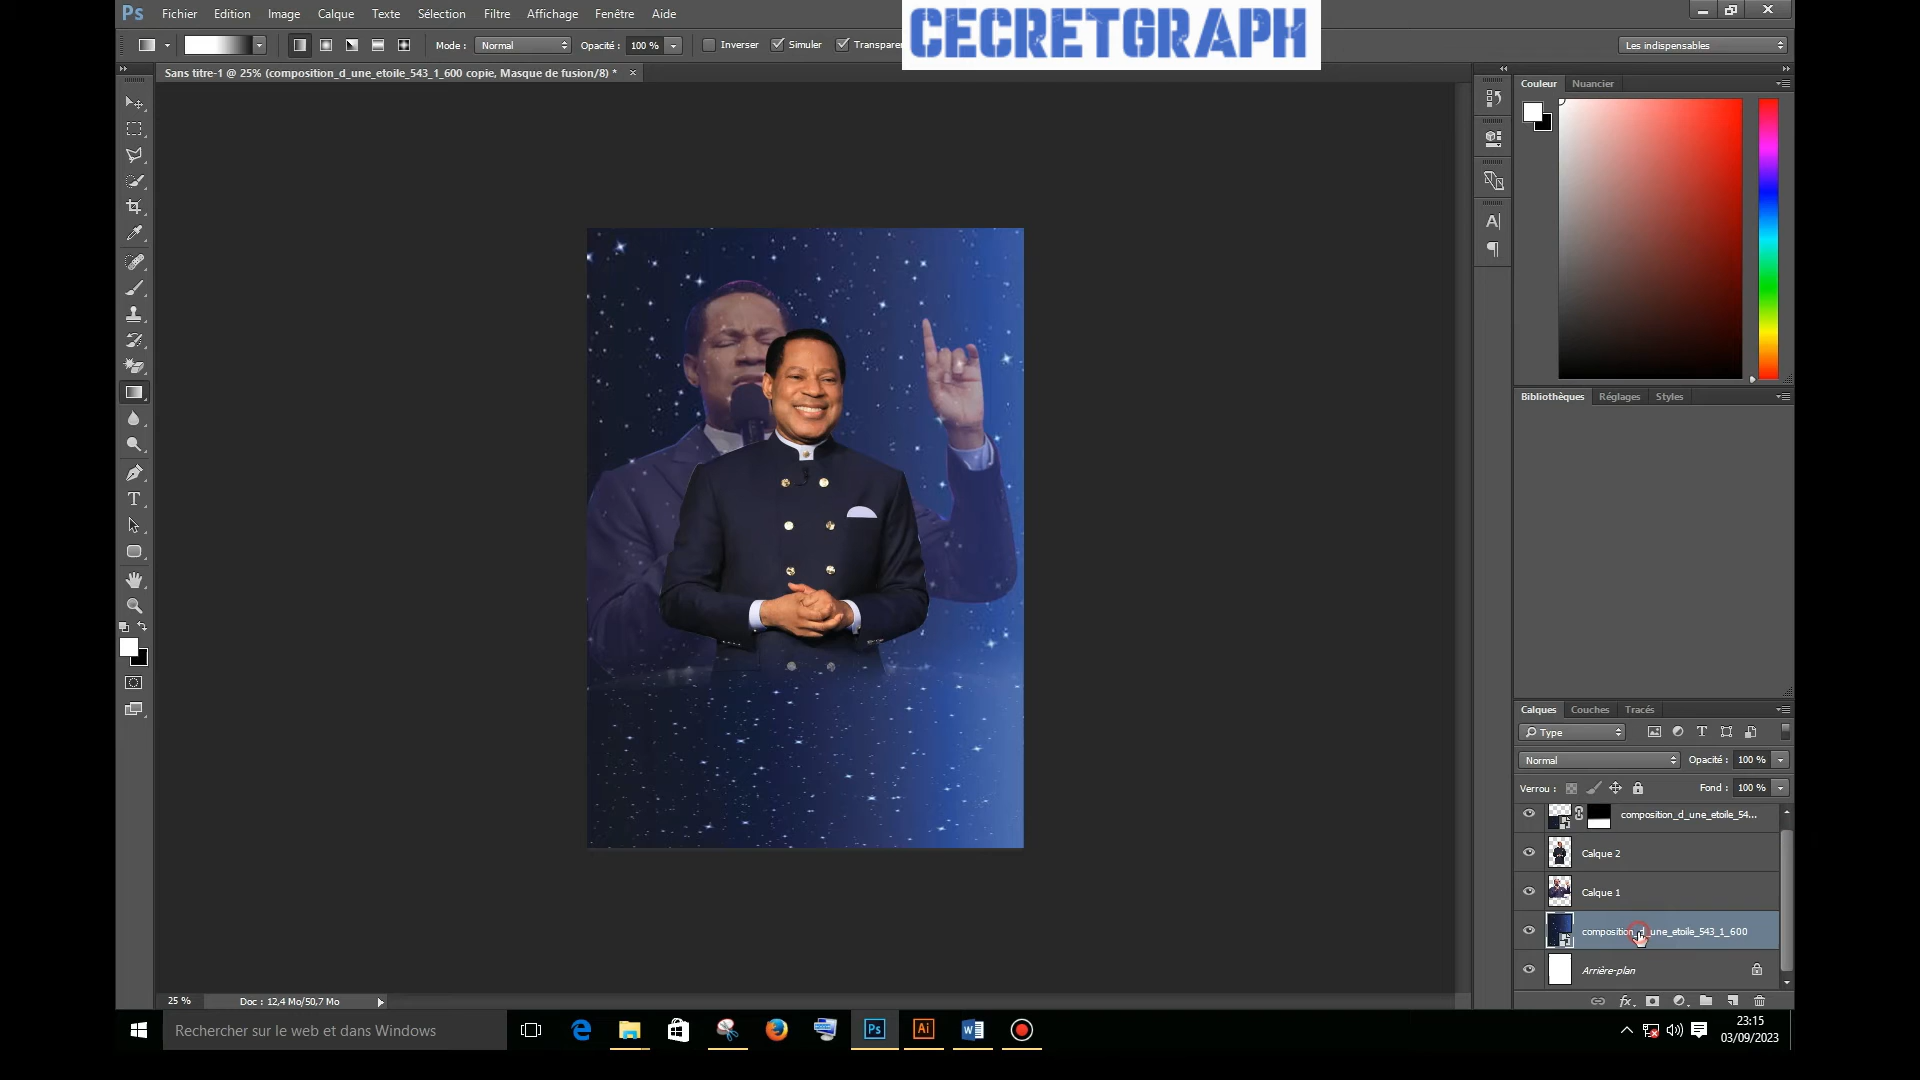 Ps Fichier Edition Image Calque Texte Sélection Filtre Affichage Fenêtre Aide
CECRETGRAPH
Mode : Normal Opacité : 100 % Inverser Simuler Transparen
Les indispensables
Sans titre-1 @ 25% (composition_d_une_etoile_543_1_600 copie, Masque de fusion/8) *
Couleur Nuancier
Bibliothèques Réglages Styles
Calques Couches Tracés
Type
Normal Opacité : 100 %
Verrou : Fond : 100 %
composition_d_une_etoile_54...
Calque 2
Calque 1
composition_d_une_etoile_543_1_600
Arrière-plan
25 % Doc : 12,4 Mo/50,7 Mo
Rechercher sur le web et dans Windows
23:15
03/09/2023